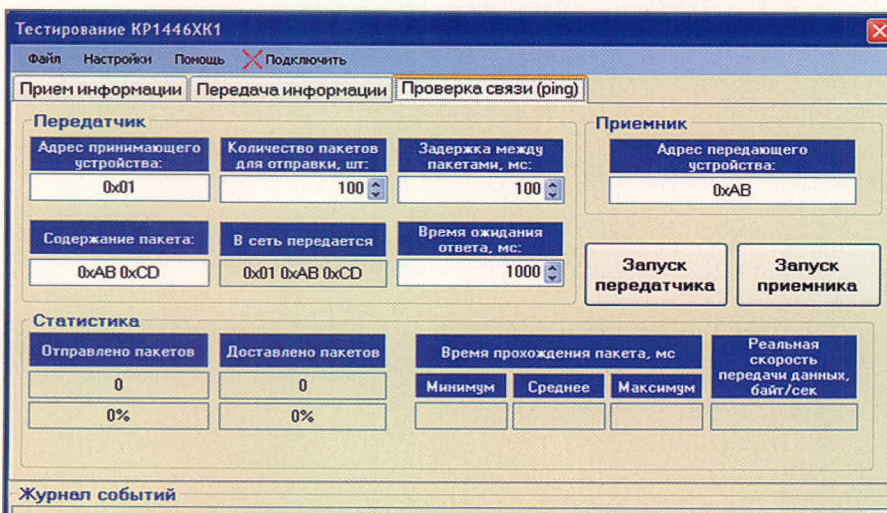 Тестирование КР1446ХК1
Файл Настройки Помощь Подключить
Прием информации Передача информации Проверка связи (ping)
Передатчик
Адрес принимающего
устройства:
0x01
Количество пакетов
для отправки, шт:
100
Задержка между
пакетами, мс:
100
Содержание пакета:
0xAB 0xCD
В сеть передается
0x01 0xAB 0xCD
Время ожидания
ответа, мс:
1000
Приемник
Адрес передающего
устройства:
0xAB
Запуск
передатчика
Запуск
приемника
Статистика
Отправлено пакетов
0
0%
Доставлено пакетов
0
0%
Время прохождения пакета, мс
Минимум Среднее Максимум
Реальная
скорость
передачи данных,
байт/сек
Журнал событий